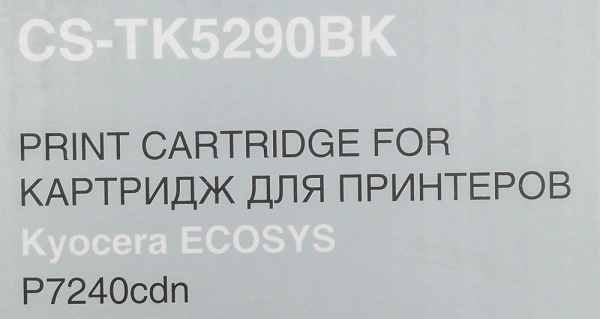 CS-TK5290BK
PRINT CARTRIDGE FOR
КАРТРИДЖ ДЛЯ ПРИНТЕРОВ
Kyocera ECOSYS
P7240cdn